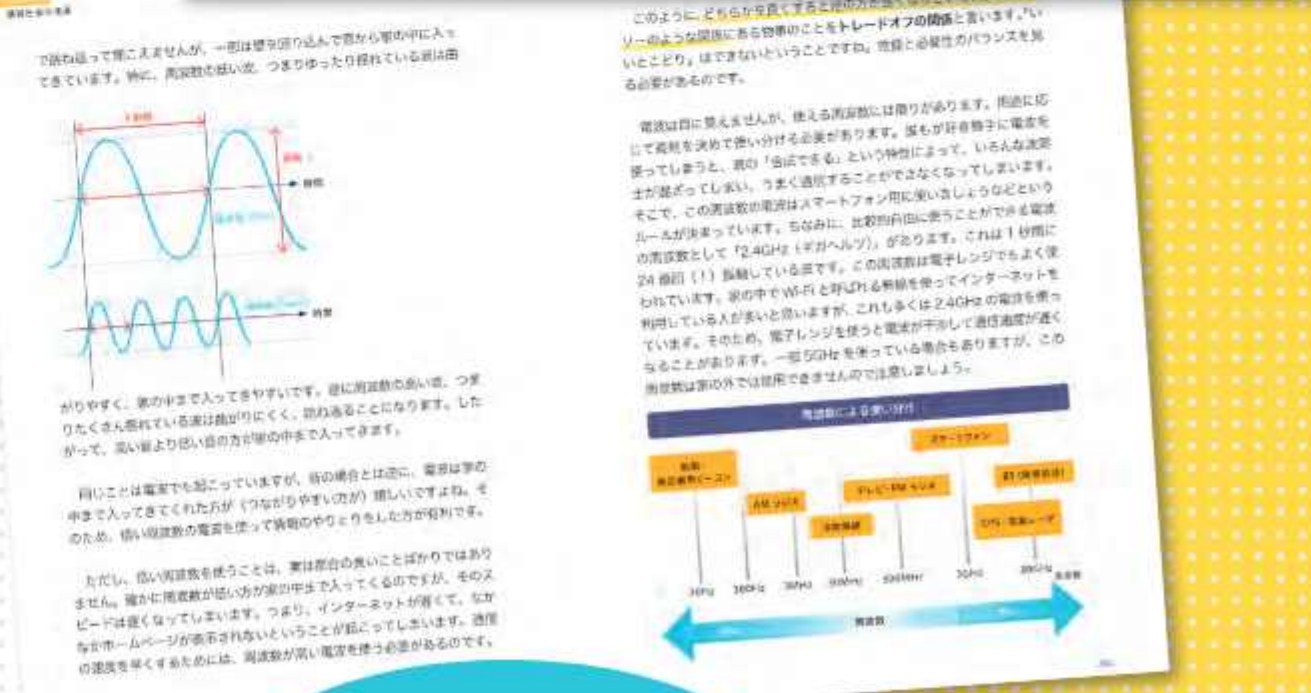 情報社会の発展
で跳ね返って聞こえませんが、一部は壁を回り込んで窓から家の中に入っ
てきています。特に、周波数の低い波、つまりゆったり揺れている波は曲
時間
時間
がりやすく、家の中まで入ってきやすいです。逆に周波数の高い波、つま
りたくさん揺れている波は曲がりにくく、跳ね返ることになります。した
がって、高い音より低い音の方が家の中まで入ってきます。
同じことは電波でも起こっていますが、音の場合とは逆に、電波は家の
中まで入ってきてくれた方が(つながりやすい方が)嬉しいですよね。そ
のため、低い周波数の電波を使って情報のやりとりをした方が有利です。
ただし、低い周波数を使うことは、実は都合の良いことばかりではあり
ません。確かに周波数が低い方が家の中まで入ってくるのですが、そのス
ピードは遅くなってしまいます。つまり、インターネットが遅くて、なか
なかホームページが表示されないということが起こってしまいます。通信
の速度を早くするためには、周波数が高い電波を使う必要があるのです。
このように、どちらかを良くすると他の方が
リーのような関係にある物事のことをトレードオフの関係と言います。「い
いとこどり」はできないということですね。危険と必要性のバランスを見
る必要があるのです。
電波は目に見えませんが、使える周波数には限りがあります。用途に応
じて規則を決めて使い分ける必要があります。誰もが好き勝手に電波を
使ってしまうと、波の「合成できる」という特性によって、いろんな波同
士が混ざってしまい、うまく通信することができなくなってしまいます。
そこで、この周波数の電波はスマートフォン用に使いましょうなどという
ルールが決まっています。ちなみに、比較的自由に使うことができる電波
の周波数として「2.4GHz(ギガヘルツ)」があります。これは1秒間に
24億回(!)振動している波です。この周波数は電子レンジでもよく使
われています。家の中でWi-Fiと呼ばれる無線を使ってインターネットを
利用している人が多いと思いますが、これも多くは2.4GHzの電波を使っ
ています。そのため、電子レンジを使うと電波が干渉して通信速度が遅く
なることがあります。一部5GHzを使っている場合もありますが、この
周波数は家の外では使用できませんので注意しましょう。
周波数による使い分け
スマートフォン
船舶・
航空機用ビーコン
AMラジオ
テレビ・FMラジオ
30GHz
3GHz
300MHz
30MHz
3MHz
周波数
周波数